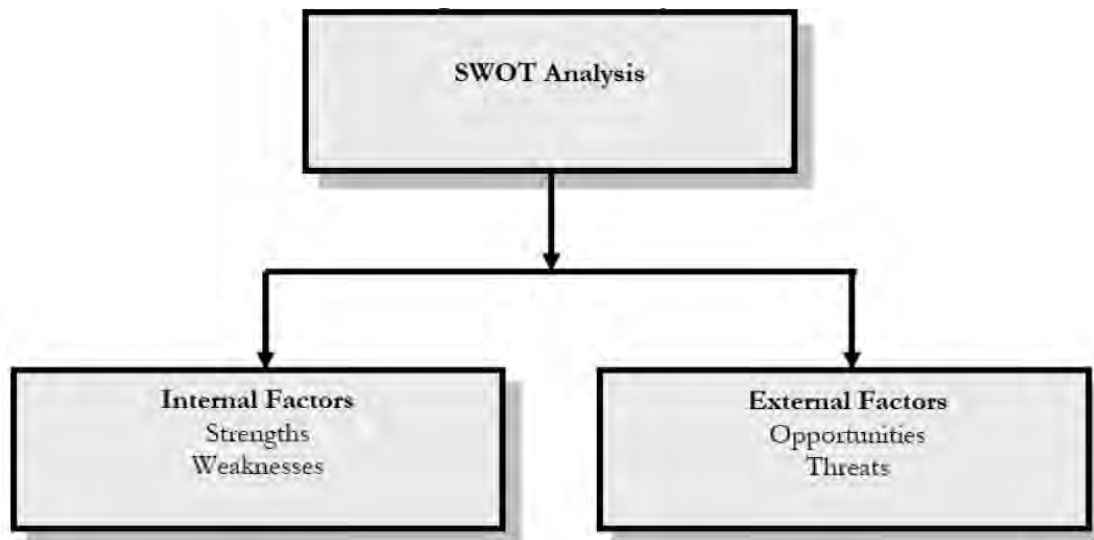 SWOT Analysis
Internal Factors
Strengths
Weaknesses
External Factors
Opportunities
Threats